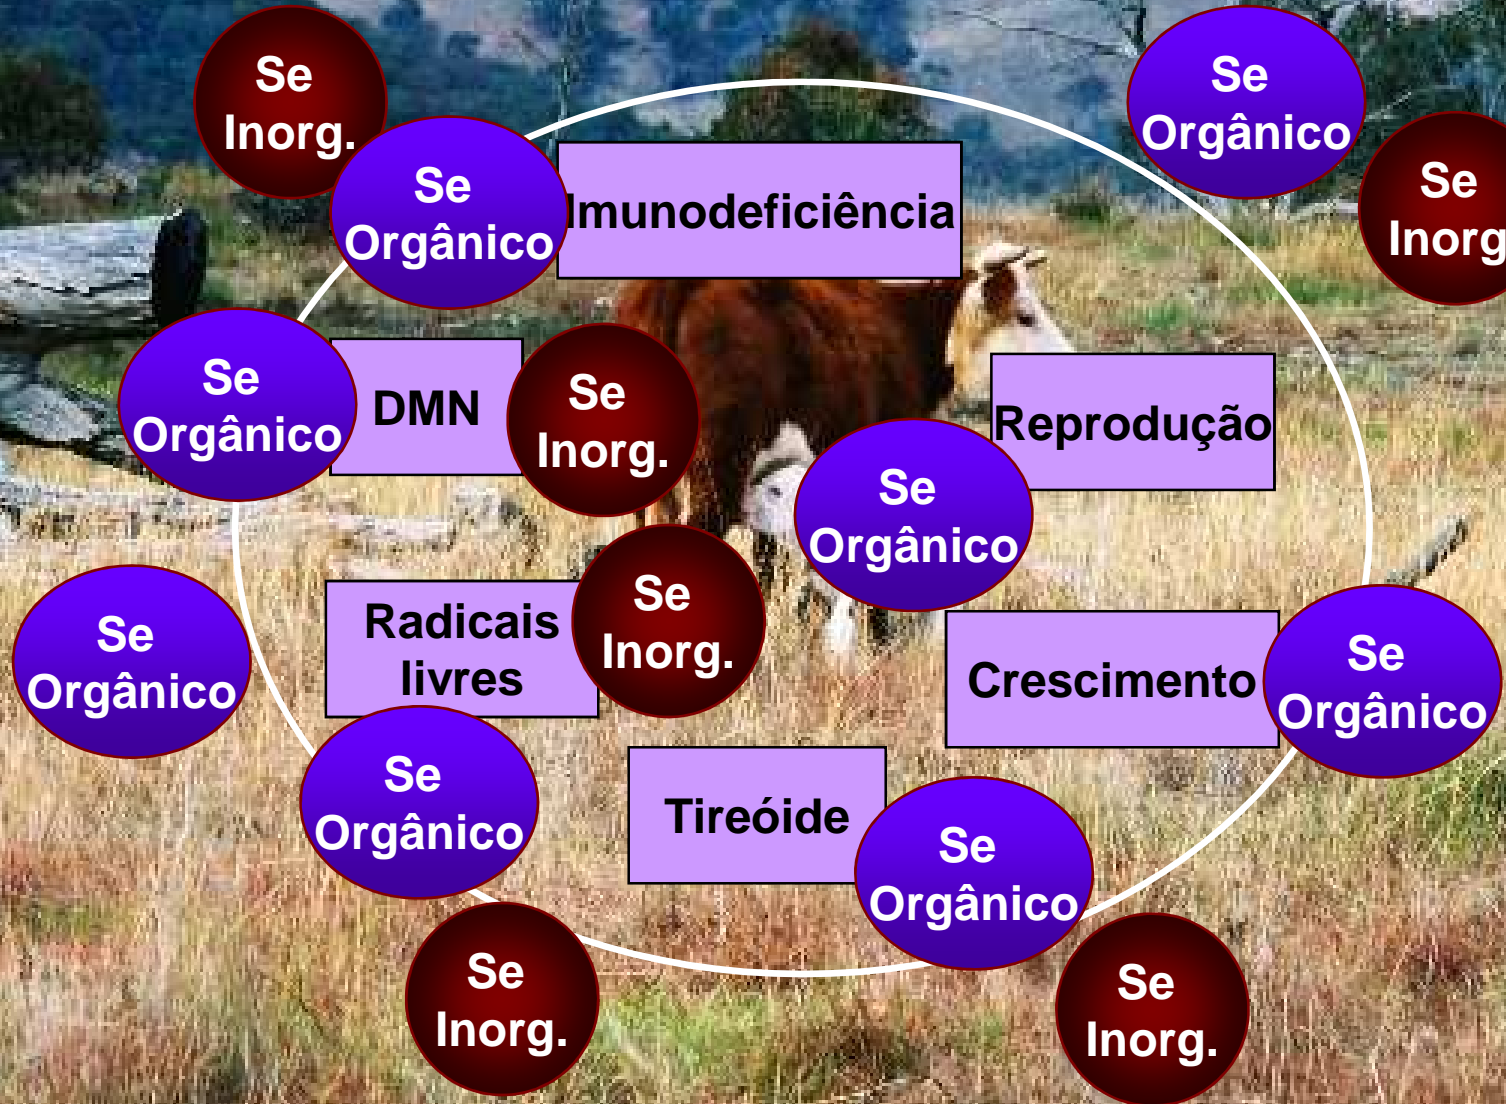 Se
Inorg.
Se
Orgânico
Se
Orgânico
Imunodeficiência
Se
Inorg
Se
Orgânico
DMN
Se
Inorg.
Reprodução
Se
Orgânico
Se
Orgânico
Radicais
livres
Se
Inorg.
Crescimento
Se
Orgânico
Se
Orgânico
Tireóide
Se
Orgânico
Se
Inorg.
Se
Inorg.